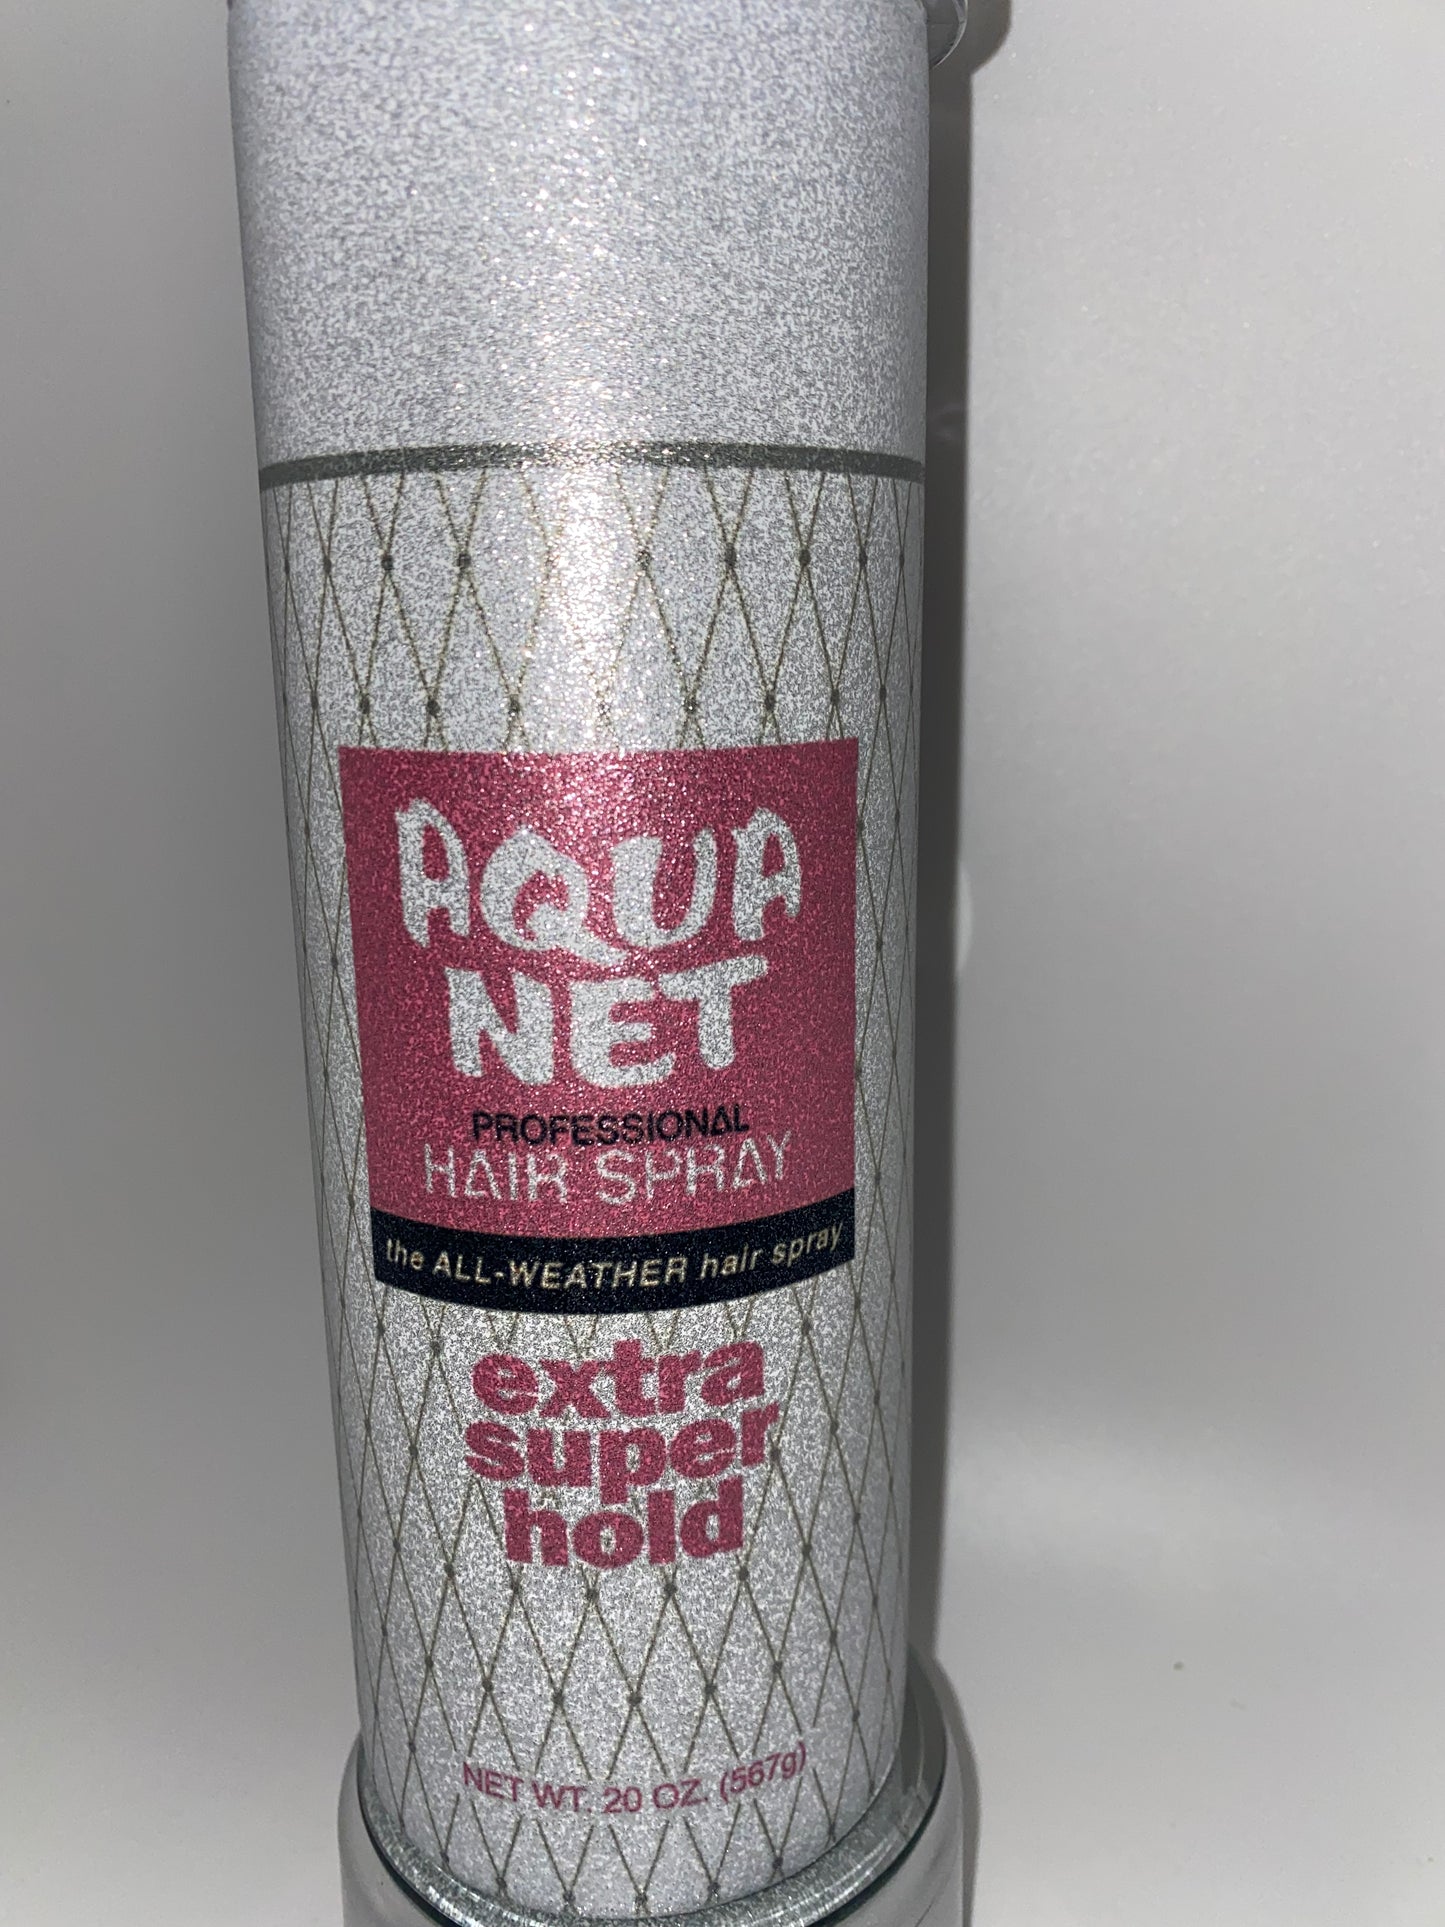 AQUA
NET
PROFESSIONAL
HAIR SPRAY
the ALL-WEATHER hair spray
extra
super
hold
NET WT. 20 OZ. (567g)